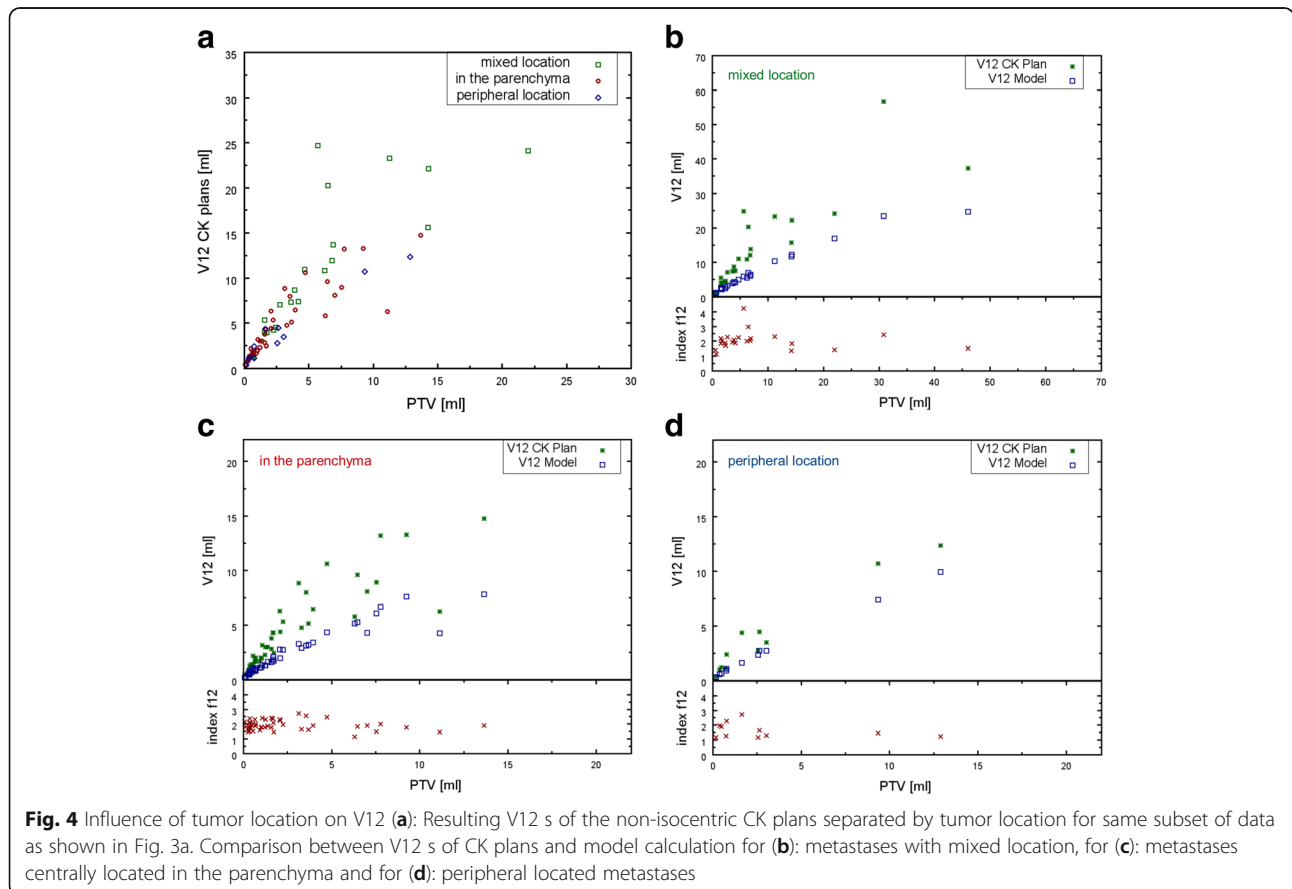 a
35
30
25
20
15
10
5
0
V12 CK plans [ml]
mixed location
in the parenchyma
peripheral location
0 5 10 15 20 25 30
PTV [ml]
b
70
60
50
40
30
20
10
0
V12 [ml]
mixed location
V12 CK Plan
V12 Model
4
3
2
1
0
index f12
0 10 20 30 40 50 60 70
PTV [ml]
c
20
15
10
5
0
V12 [ml]
in the parenchyma
V12 CK Plan
V12 Model
4
3
2
1
0
index f12
0 5 10 15 20
PTV [ml]
d
20
15
10
5
0
V12 [ml]
peripheral location
V12 CK Plan
V12 Model
4
3
2
1
0
index f12
0 5 10 15 20
PTV [ml]
Fig. 4 Influence of tumor location on V12 (a): Resulting V12 s of the non-isocentric CK plans separated by tumor location for same subset of data
as shown in Fig. 3a. Comparison between V12 s of CK plans and model calculation for (b): metastases with mixed location, for (c): metastases
centrally located in the parenchyma and for (d): peripheral located metastases